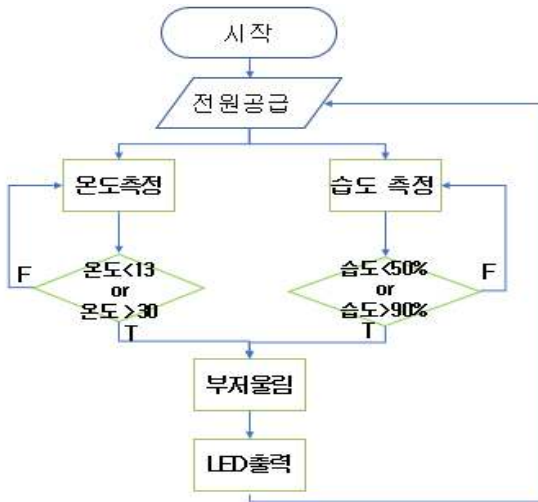 시작
전원공급
온도측정
습도 측정
온도<13
or
온도>30
F
T
습도<50%
or
습도>90%
F
T
부저울림
LED출력